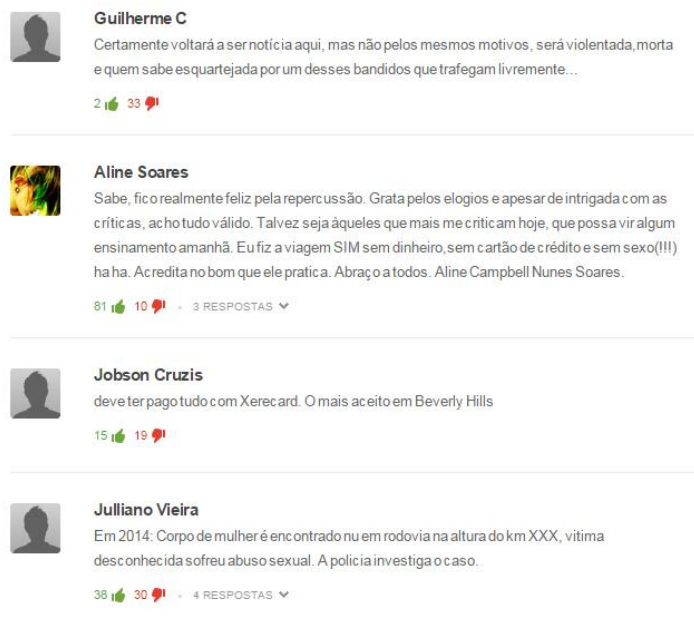 Guilherme C
Certamente voltará a ser notícia aqui, mas não pelos mesmos motivos, será violentada,morta
e quem sabe esquartejada por um desses bandidos que trafegam livremente...
2 33
Aline Soares
Sabe, fico realmente feliz pela repercussão. Grata pelos elogios e apesar de intrigada com as
críticas, acho tudo válido. Talvez seja àqueles que mais me criticam hoje, que possa vir algum
ensinamento amanhã. Eu fiz a viagem SIM sem dinheiro,sem cartão de crédito e sem sexo(!!!)
ha ha. Acredita no bom que ele pratica. Abraço a todos. Aline Campbell Nunes Soares.
81 10 3 RESPOSTAS
Jobson Cruzis
deve ter pago tudo com Xerecard. O mais aceito em Beverly Hills
15 19
Julliano Vieira
Em 2014: Corpo de mulher é encontrado nu em rodovia na altura do km XXX, vitima
desconhecida sofreu abuso sexual. A policia investiga o caso.
38 30 4 RESPOSTAS